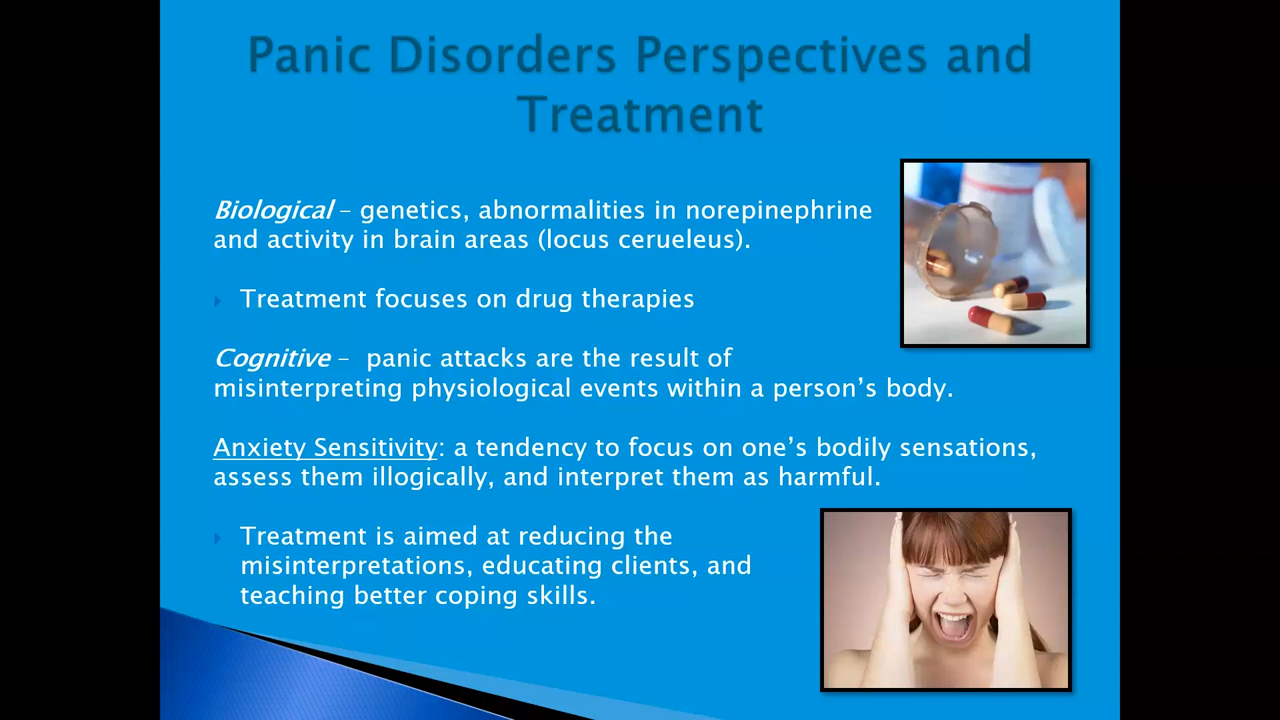 Panic Disorders Perspectives and
Treatment
Biological – genetics, abnormalities in norepinephrine
and activity in brain areas (locus cerueleus).
Treatment focuses on drug therapies
Cognitive – panic attacks are the result of
misinterpreting physiological events within a person’s body.
Anxiety Sensitivity: a tendency to focus on one’s bodily sensations,
assess them illogically, and interpret them as harmful.
Treatment is aimed at reducing the
misinterpretations, educating clients, and
teaching better coping skills.